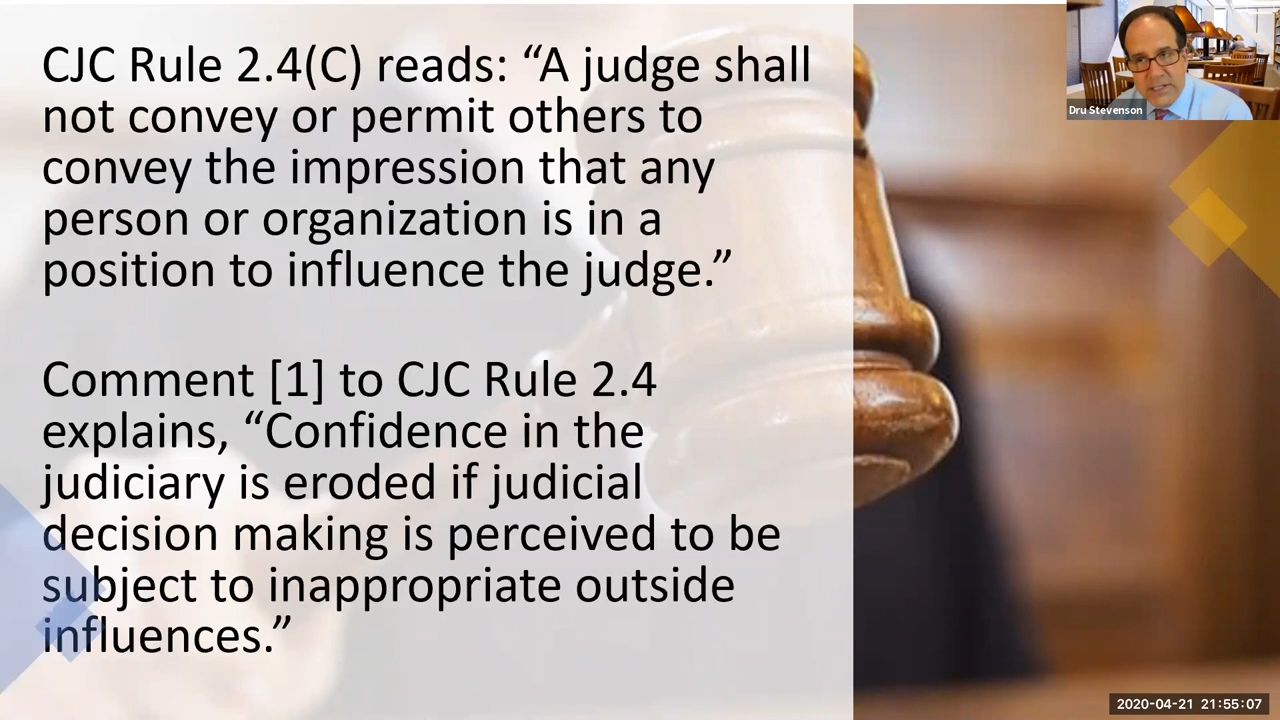 CJC Rule 2.4(C) reads: “A judge shall
not convey or permit others to
convey the impression that any
person or organization is in a
position to influence the judge.”
Comment [1] to CJC Rule 2.4
explains, “Confidence in the
judiciary is eroded if judicial
decision making is perceived to be
subject to inappropriate outside
influences.”
Dru Stevenson
2020-04-21 21:55:07